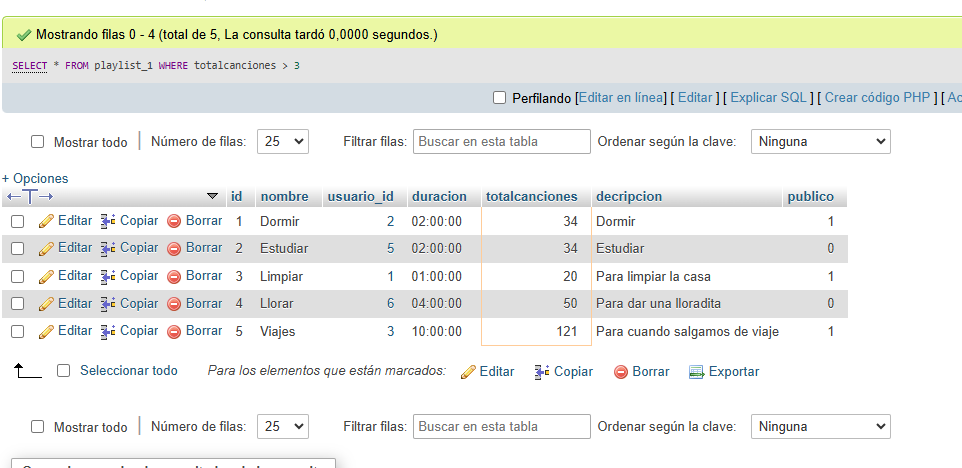 Mostrando filas 0 - 4 (total de 5, La consulta tardó 0,0000 segundos.)
SELECT * FROM playlist_1 WHERE totalcanciones > 3
Perfilando [Editar en línea] [ Editar ] [ Explicar SQL ] [ Crear código PHP ] [ Ac
Mostrar todo | Número de filas: 25 Filtrar filas: Buscar en esta tabla Ordenar según la clave: Ninguna
+ Opciones
←T→ id nombre usuario_id duracion totalcanciones decripcion publico
Editar Copiar Borrar 1 Dormir 2 02:00:00 34 Dormir 1
Editar Copiar Borrar 2 Estudiar 5 02:00:00 34 Estudiar 0
Editar Copiar Borrar 3 Limpiar 1 01:00:00 20 Para limpiar la casa 1
Editar Copiar Borrar 4 Llorar 6 04:00:00 50 Para dar una lloradita 0
Editar Copiar Borrar 5 Viajes 3 10:00:00 121 Para cuando salgamos de viaje 1
Seleccionar todo Para los elementos que están marcados: Editar Copiar Borrar Exportar
Mostrar todo | Número de filas: 25 Filtrar filas: Buscar en esta tabla Ordenar según la clave: Ninguna